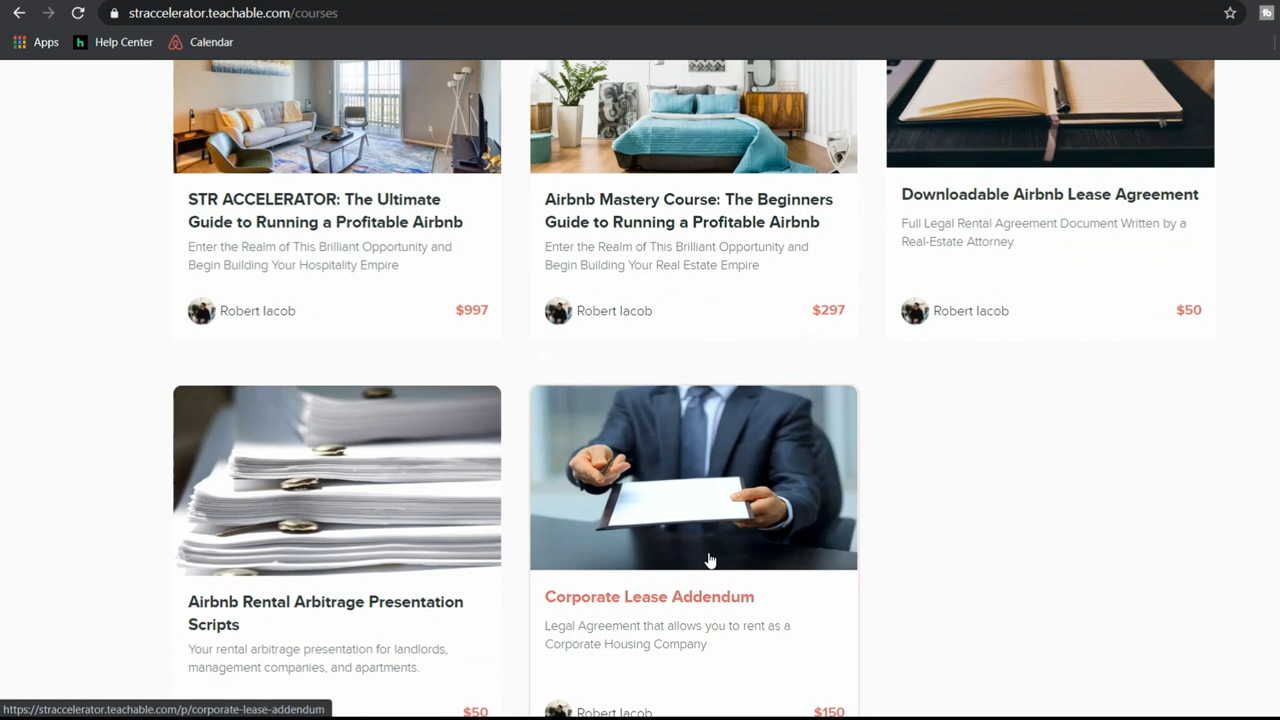 straccelerator.teachable.com/courses
Apps
h
Help Center
Calendar
STR ACCELERATOR: The Ultimate
Guide to Running a Profitable Airbnb
Enter the Realm of This Brilliant Opportunity and
Begin Building Your Hospitality Empire
Robert Iacob
$997
Airbnb Mastery Course: The Beginners
Guide to Running a Profitable Airbnb
Enter the Realm of This Brilliant Opportunity and
Begin Building Your Real Estate Empire
Robert Iacob
$297
Downloadable Airbnb Lease Agreement
Full Legal Rental Agreement Document Written by a
Real-Estate Attorney
Robert Iacob
$50
Airbnb Rental Arbitrage Presentation
Scripts
Your rental arbitrage presentation for landlords,
management companies, and apartments.
$50
Corporate Lease Addendum
Legal Agreement that allows you to rent as a
Corporate Housing Company
Robert Iacob
$150
https://straccelerator.teachable.com/p/corporate-lease-addendum